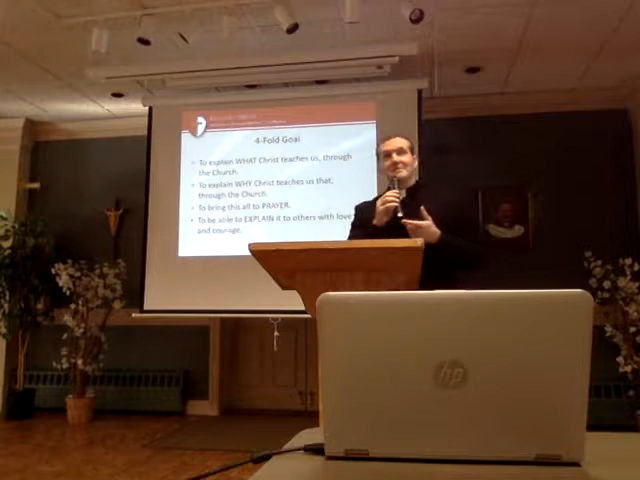 4-Fold Goal
• To explain WHAT Christ teaches us, through
the Church.
• To explain WHY Christ teaches us that,
through the Church.
• To bring this all to PRAYER.
• To be able to EXPLAIN it to others with love
and courage.
hp